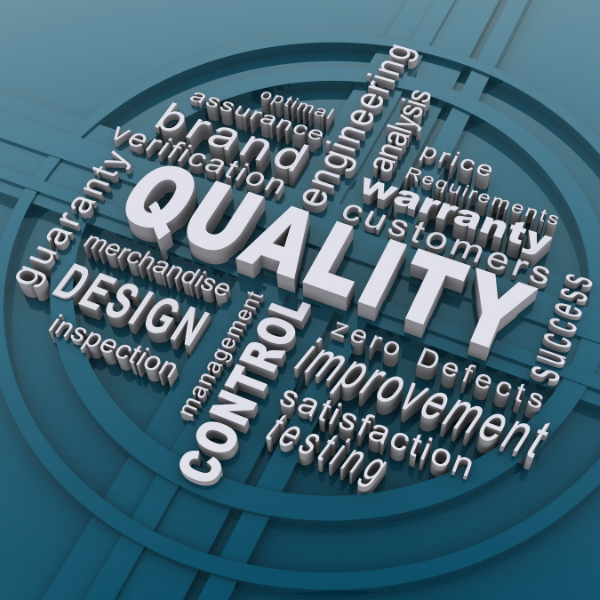 optimal
assurance
brand
verification
engineering
analysis
price
Requirements
warranty
customers
guaranty
QUALITY
merchandise
DESIGN
inspection
management
CONTROL
success
zero Defects
improvement
satisfaction
testing